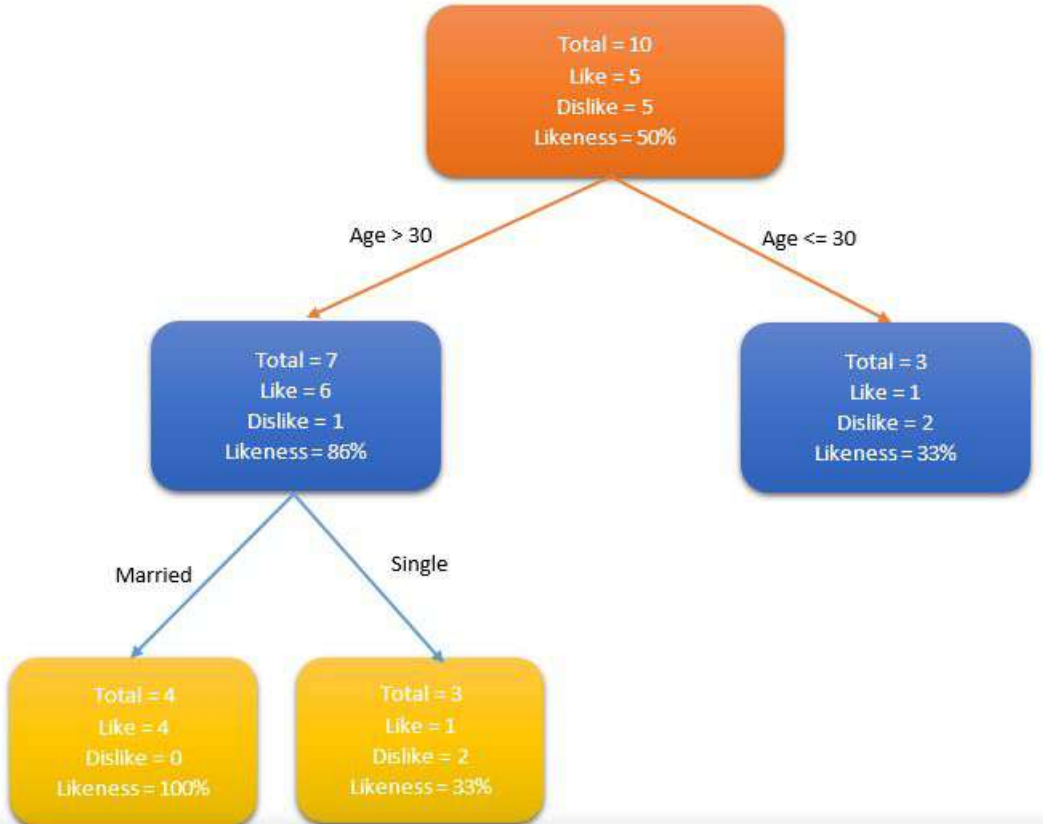 Total = 10
Like = 5
Dislike = 5
Likeness = 50%
Age > 30
Age <= 30
Total = 7
Like = 6
Dislike = 1
Likeness = 86%
Total = 3
Like = 1
Dislike = 2
Likeness = 33%
Married
Single
Total = 4
Like = 4
Dislike = 0
Likeness = 100%
Total = 3
Like = 1
Dislike = 2
Likeness = 33%